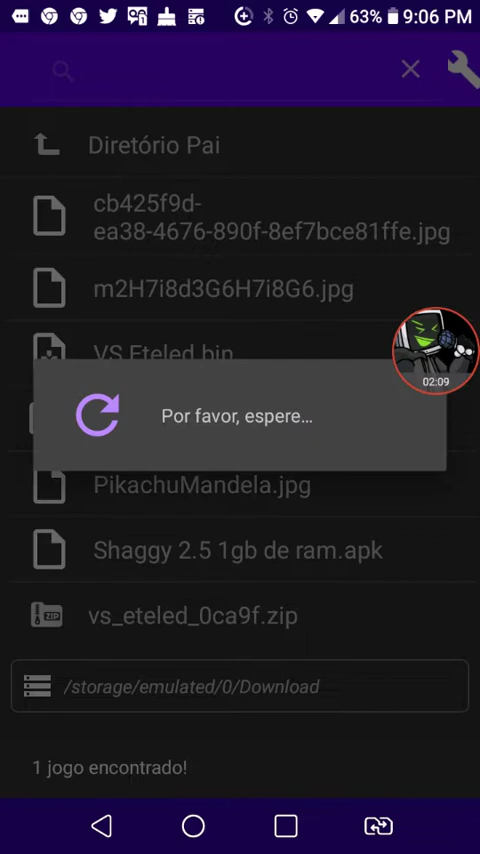 63% 9:06 PM
Diretório Pai
cb425f9d-
ea38-4676-890f-8ef7bce81ffe.jpg
m2H7i8d3G6H7i8G6.jpg
VS Eteled.bin
02:09
Por favor, espere...
PikachuMandela.jpg
Shaggy 2.5 1gb de ram.apk
ZIP vs_eteled_0ca9f.zip
/storage/emulated/0/Download
1 jogo encontrado!